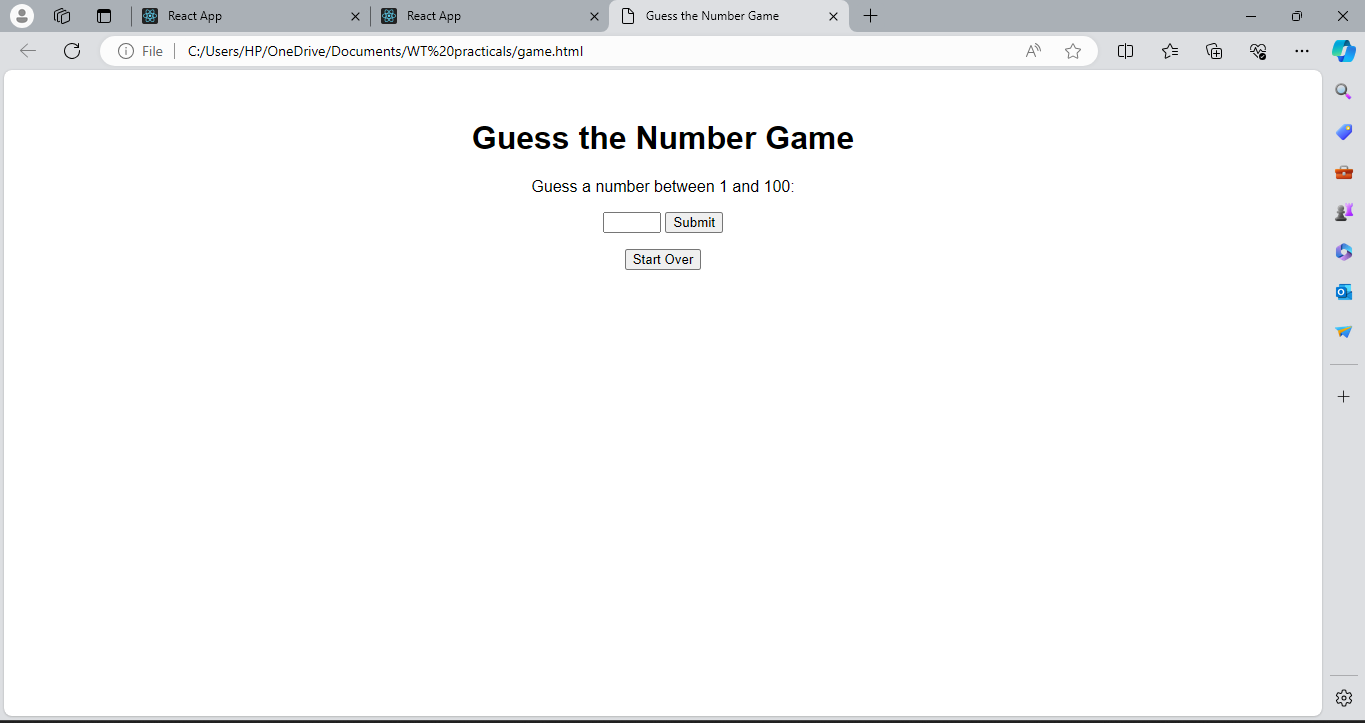 React App
React App
Guess the Number Game
File
C:/Users/HP/OneDrive/Documents/WT%20practicals/game.html
Guess the Number Game
Guess a number between 1 and 100:
Submit
Start Over